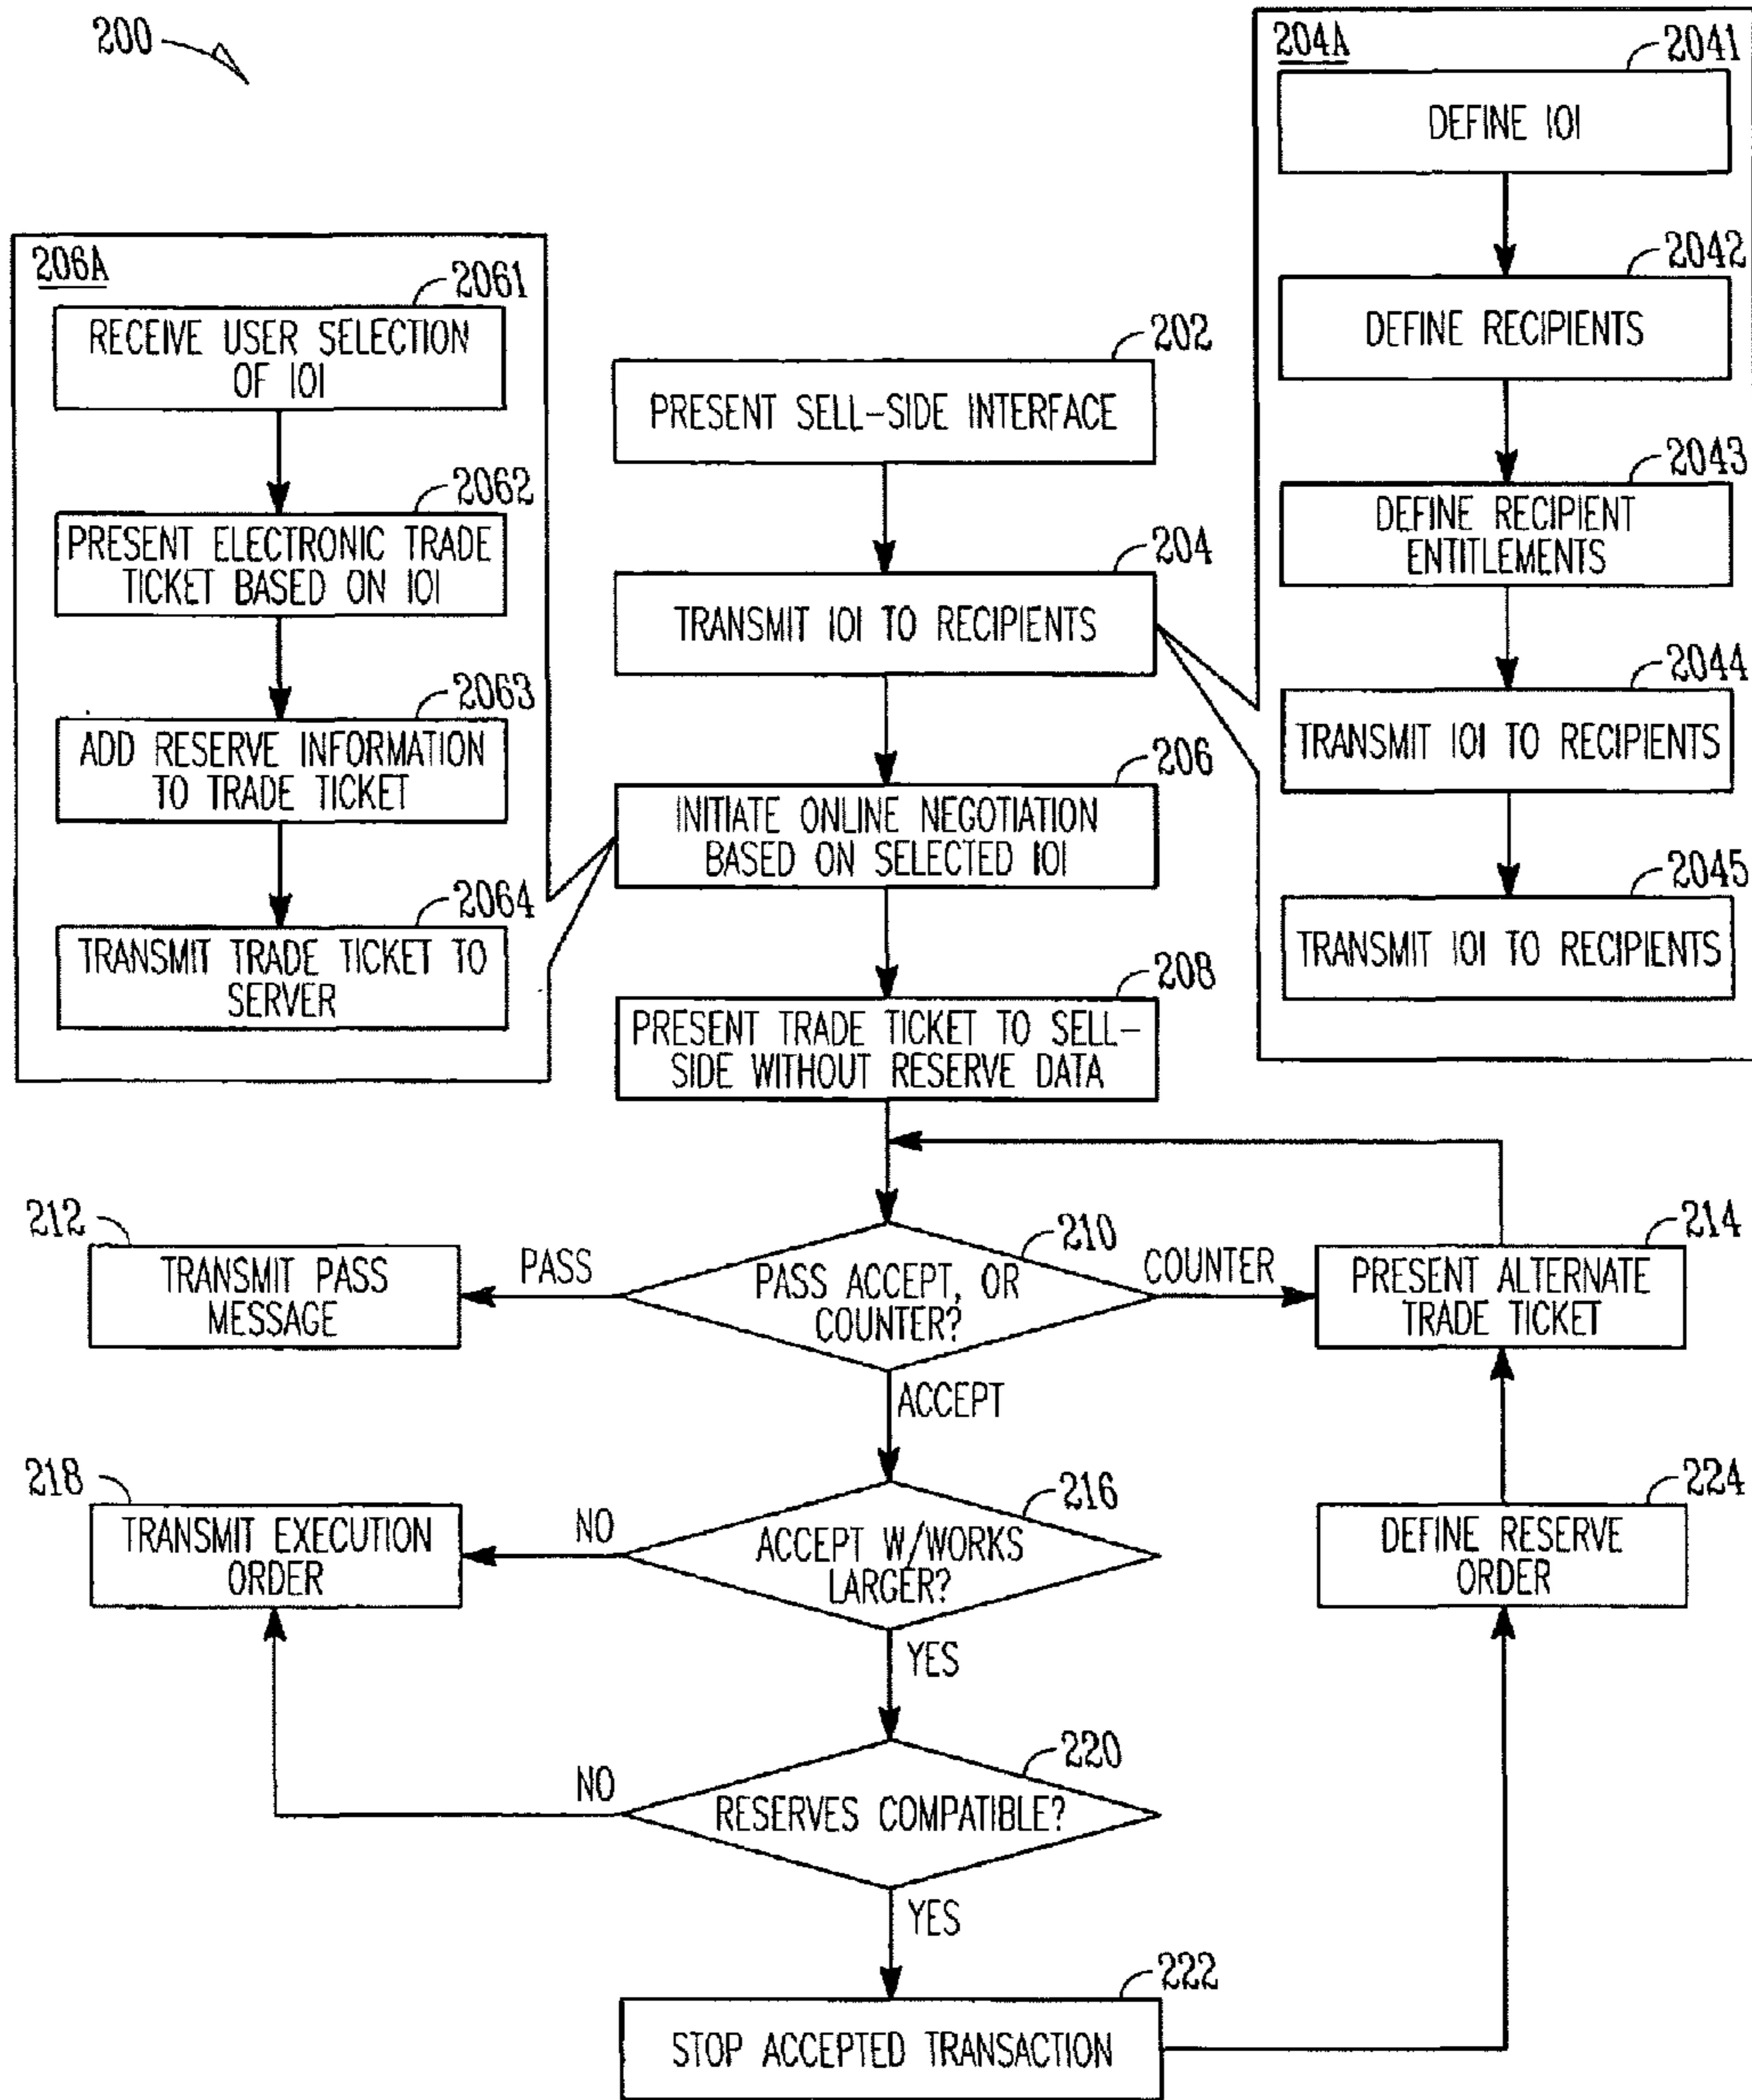 200
204A
2041
DEFINE IOI
2042
DEFINE RECIPIENTS
2043
DEFINE RECIPIENT
ENTITLEMENTS
2044
TRANSMIT IOI TO RECIPIENTS
2045
TRANSMIT IOI TO RECIPIENTS
206A
2061
RECEIVE USER SELECTION
OF IOI
2062
PRESENT ELECTRONIC TRADE
TICKET BASED ON IOI
2063
ADD RESERVE INFORMATION
TO TRADE TICKET
2064
TRANSMIT TRADE TICKET TO
SERVER
202
PRESENT SELL-SIDE INTERFACE
204
TRANSMIT IOI TO RECIPIENTS
206
INITIATE ONLINE NEGOTIATION
BASED ON SELECTED IOI
208
PRESENT TRADE TICKET TO SELL-
SIDE WITHOUT RESERVE DATA
210
PASS ACCEPT, OR
COUNTER?
PASS
212
TRANSMIT PASS
MESSAGE
COUNTER
214
PRESENT ALTERNATE
TRADE TICKET
ACCEPT
216
ACCEPT W/WORKS
LARGER?
NO
218
TRANSMIT EXECUTION
ORDER
YES
220
RESERVES COMPATIBLE?
NO
YES
222
STOP ACCEPTED TRANSACTION
224
DEFINE RESERVE
ORDER